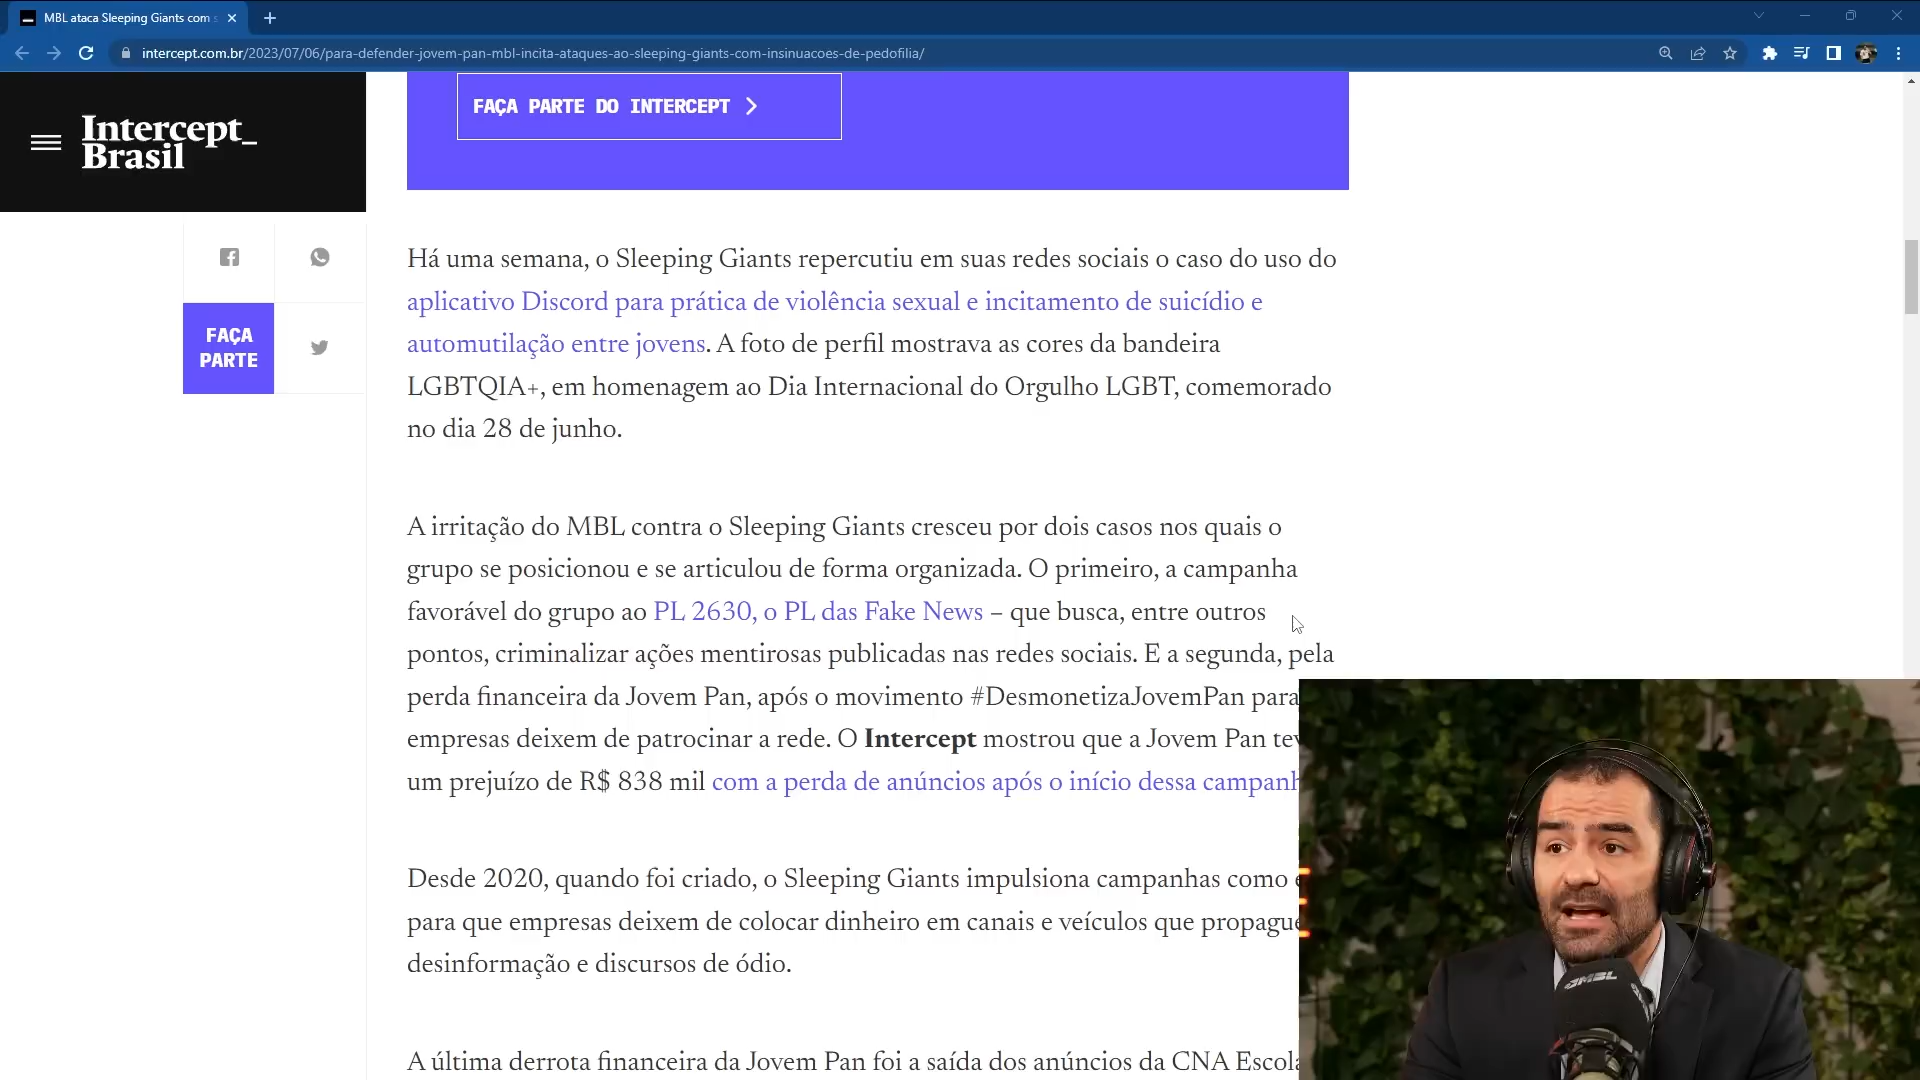 MBL ataca Sleeping Giants com
intercept.com.br/2023/07/06/para-defender-jovem-pan-mbl-incita-ataques-ao-sleeping-giants-com-insinuacoes-de-pedofilia/
Intercept_
Brasil
FAÇA PARTE DO INTERCEPT
FAÇA
PARTE
Há uma semana, o Sleeping Giants repercutiu em suas redes sociais o caso do uso do
aplicativo Discord para prática de violência sexual e incitamento de suicídio e
automutilação entre jovens. A foto de perfil mostrava as cores da bandeira
LGBTQIA+, em homenagem ao Dia Internacional do Orgulho LGBT, comemorado
no dia 28 de junho.
A irritação do MBL contra o Sleeping Giants cresceu por dois casos nos quais o
grupo se posicionou e se articulou de forma organizada. O primeiro, a campanha
favorável do grupo ao PL 2630, o PL das Fake News – que busca, entre outros
pontos, criminalizar ações mentirosas publicadas nas redes sociais. E a segunda, pela
perda financeira da Jovem Pan, após o movimento #DesmonetizaJovemPan para
empresas deixem de patrocinar a rede. O Intercept mostrou que a Jovem Pan
um prejuízo de R$ 838 mil com a perda de anúncios após o início dessa
Desde 2020, quando foi criado, o Sleeping Giants impulsiona campanhas como
para que empresas deixem de colocar dinheiro em canais e veículos que
desinformação e discursos de ódio.
A última derrota financeira da Jovem Pan foi a saída dos anúncios da CNA
MBL